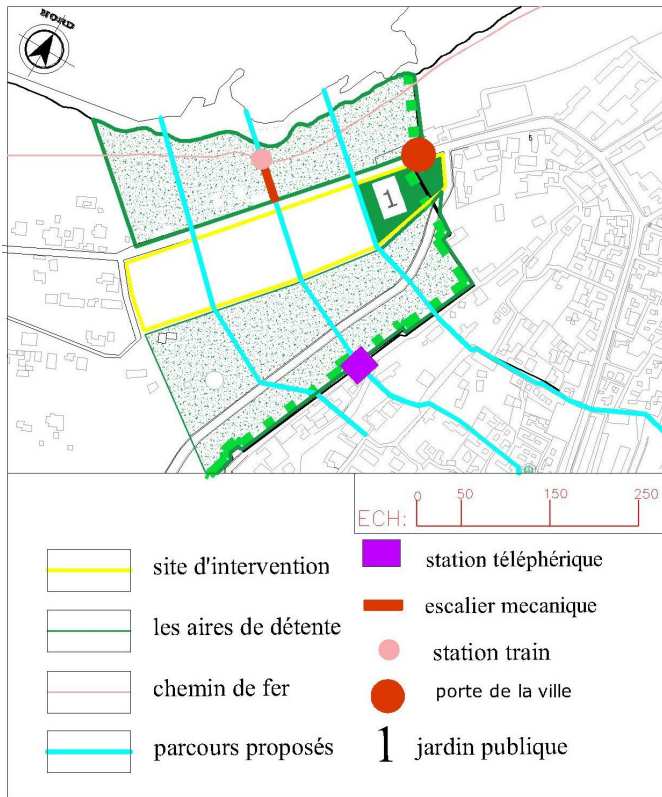 NORD
5
1
ECH: 0 50 150 250
site d'intervention
les aires de détente
chemin de fer
parcours proposés
station téléphérique
escalier mecanique
station train
porte de la ville
1 jardin publique